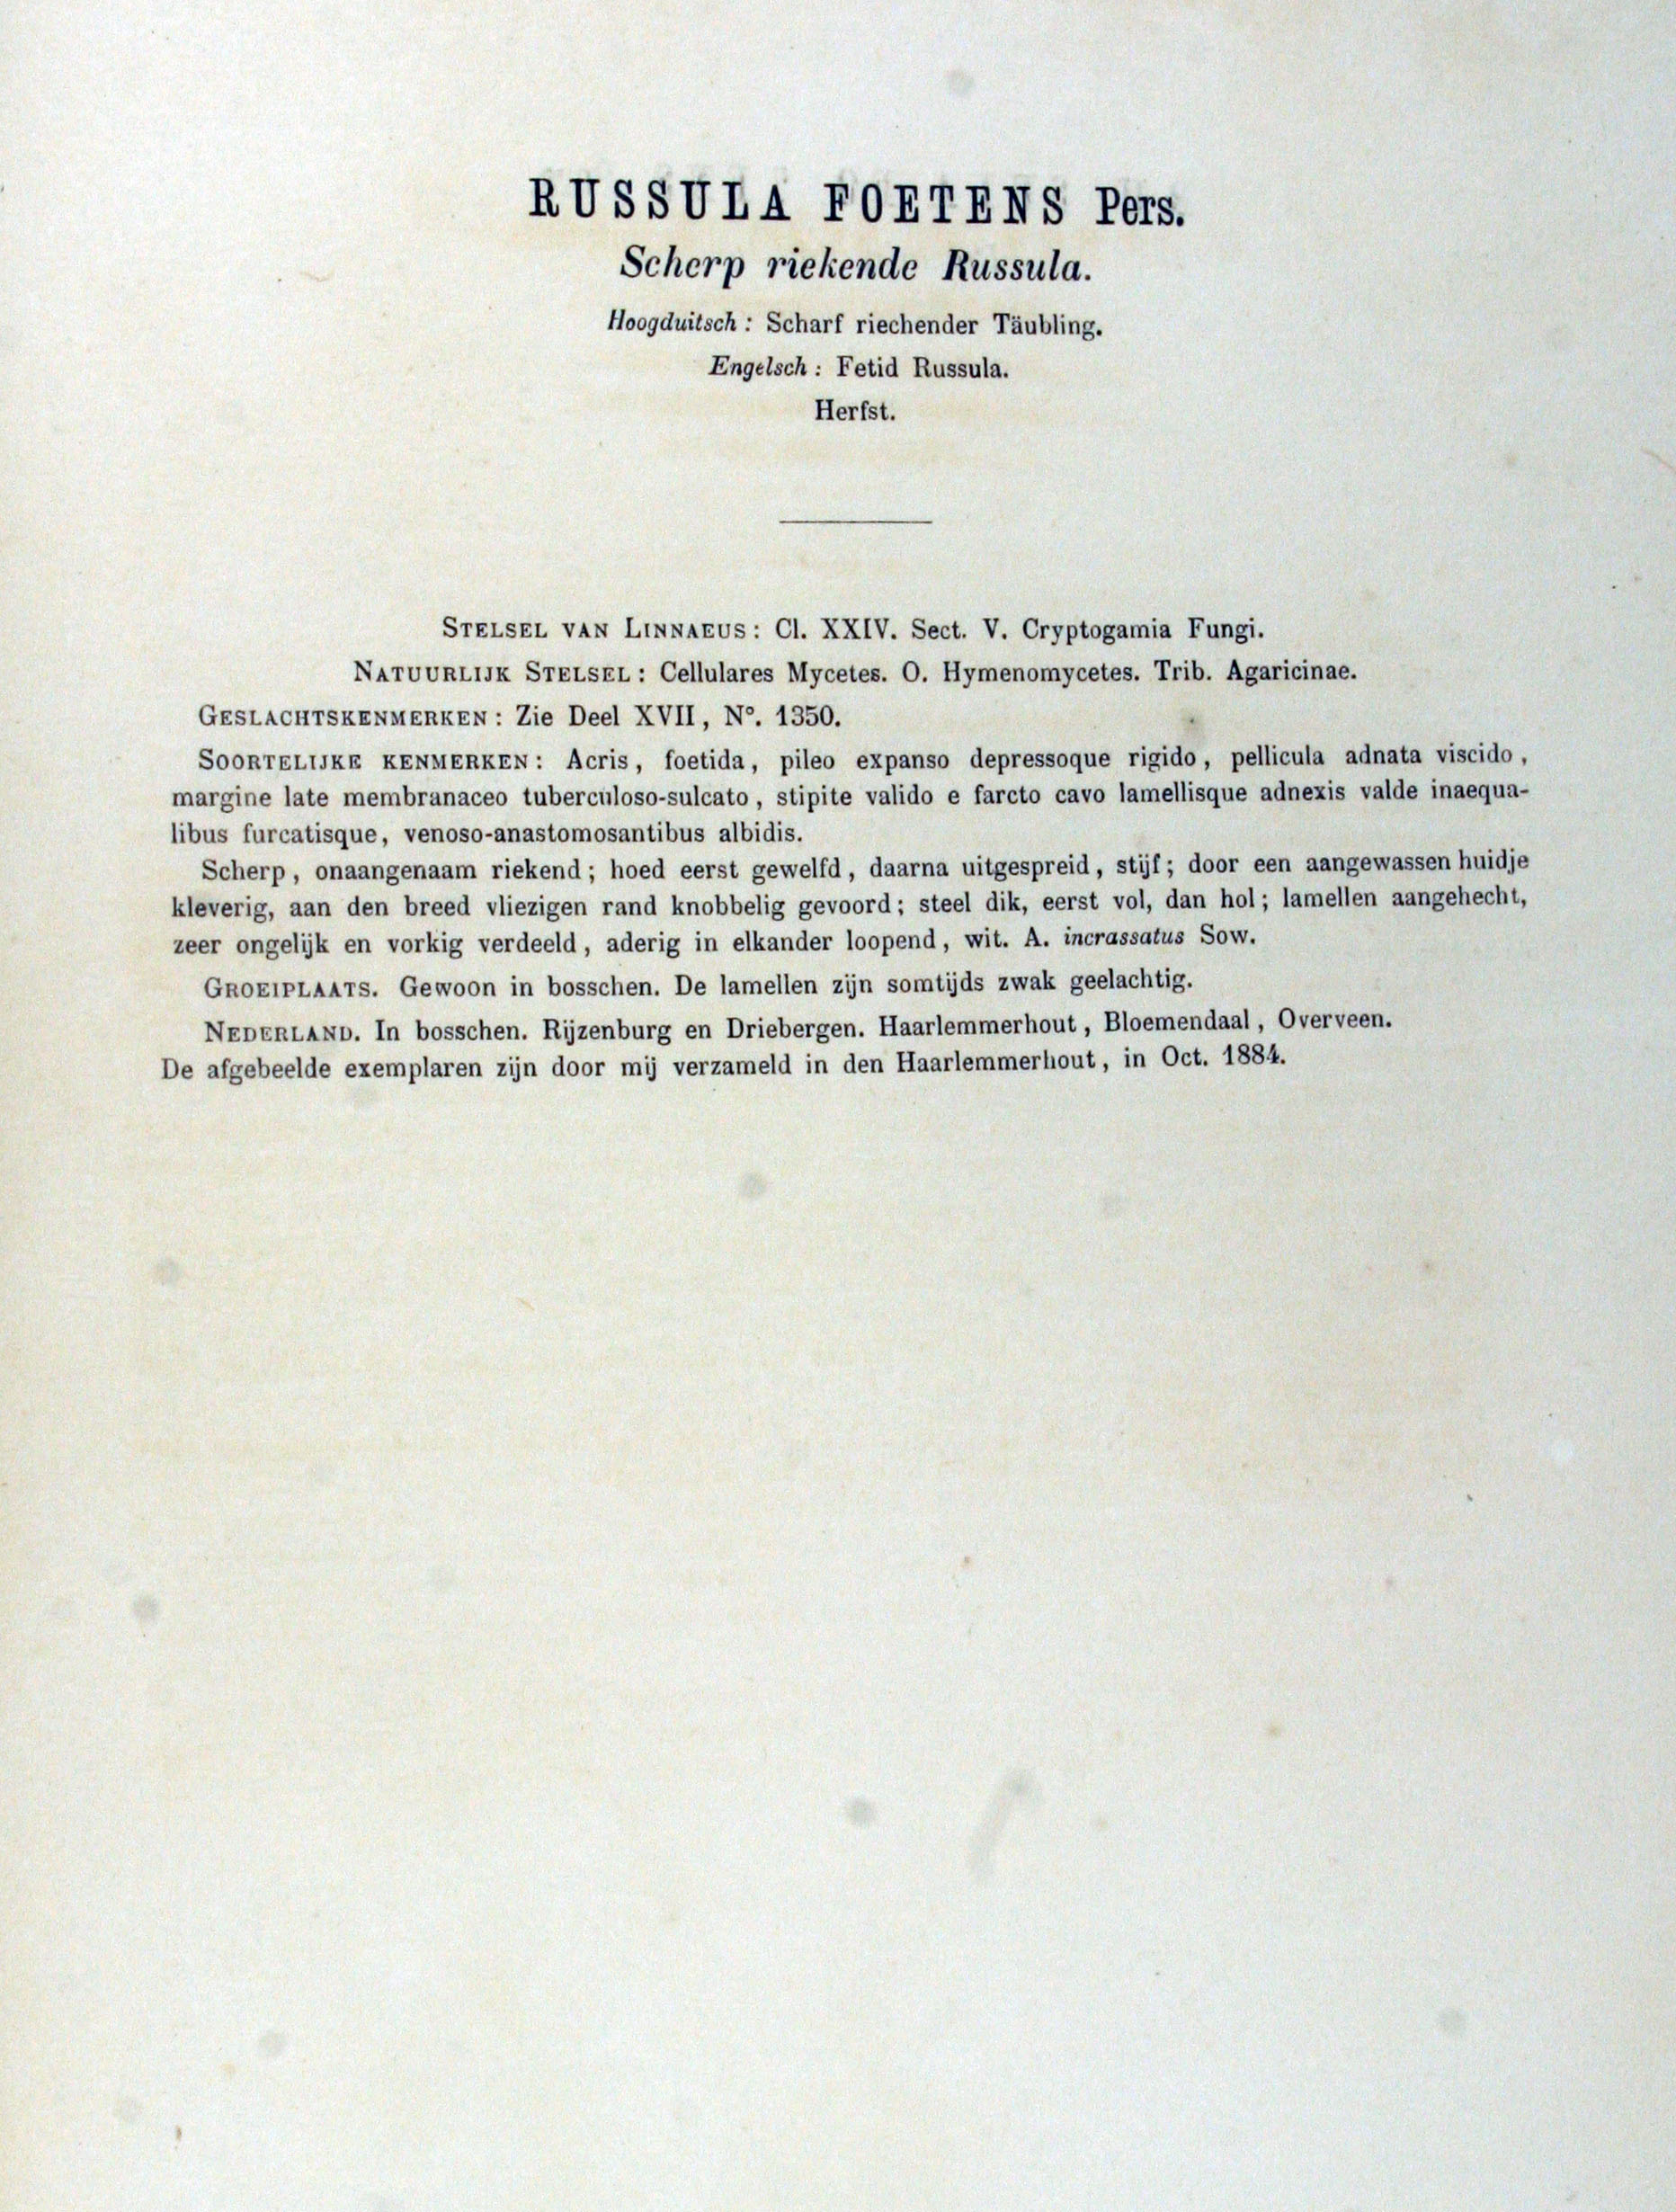 RUSSULA FOETENS Pers.
Scherp riekende Russula.
Hoogduitsch : Scharf riechender Täubling.
Engelsch : Fetid Russula.
Herfst.
STELSEL VAN LINNAEUS : Cl. XXIV. Sect. V. Cryptogamia Fungi.
NATUURLIJK STELSEL : Cellulares Mycetes. O. Hymenomycetes. Trib. Agaricinae.
GESLACHTSKENMERKEN : Zie Deel XVII, N°. 1350.
SOORTELIJKE KENMERKEN : Acris, foetida, pileo expanso depressoque rigido, pellicula adnata viscido,
margine late membranaceo tuberculoso-sulcato, stipite valido e farcto cavo lamellisque adnexis valde inaequa-
libus furcatisque, venoso-anastomosantibus albidis.
Scherp, onaangenaam riekend; hoed eerst gewelfd, daarna uitgespreid, stijf; door een aangewassen huidje
kleverig, aan den breed vliezigen rand knobbelig gevoord; steel dik, eerst vol, dan hol; lamellen aangehecht,
zeer ongelijk en vorkig verdeeld, aderig in elkander loopend, wit. A. incrassatus Sow.
GROEIPLAATS. Gewoon in bosschen. De lamellen zijn somtijds zwak geelachtig.
NEDERLAND. In bosschen. Rijzenburg en Driebergen. Haarlemmerhout, Bloemendaal, Overveen.
De afgebeelde exemplaren zijn door mij verzameld in den Haarlemmerhout, in Oct. 1884.